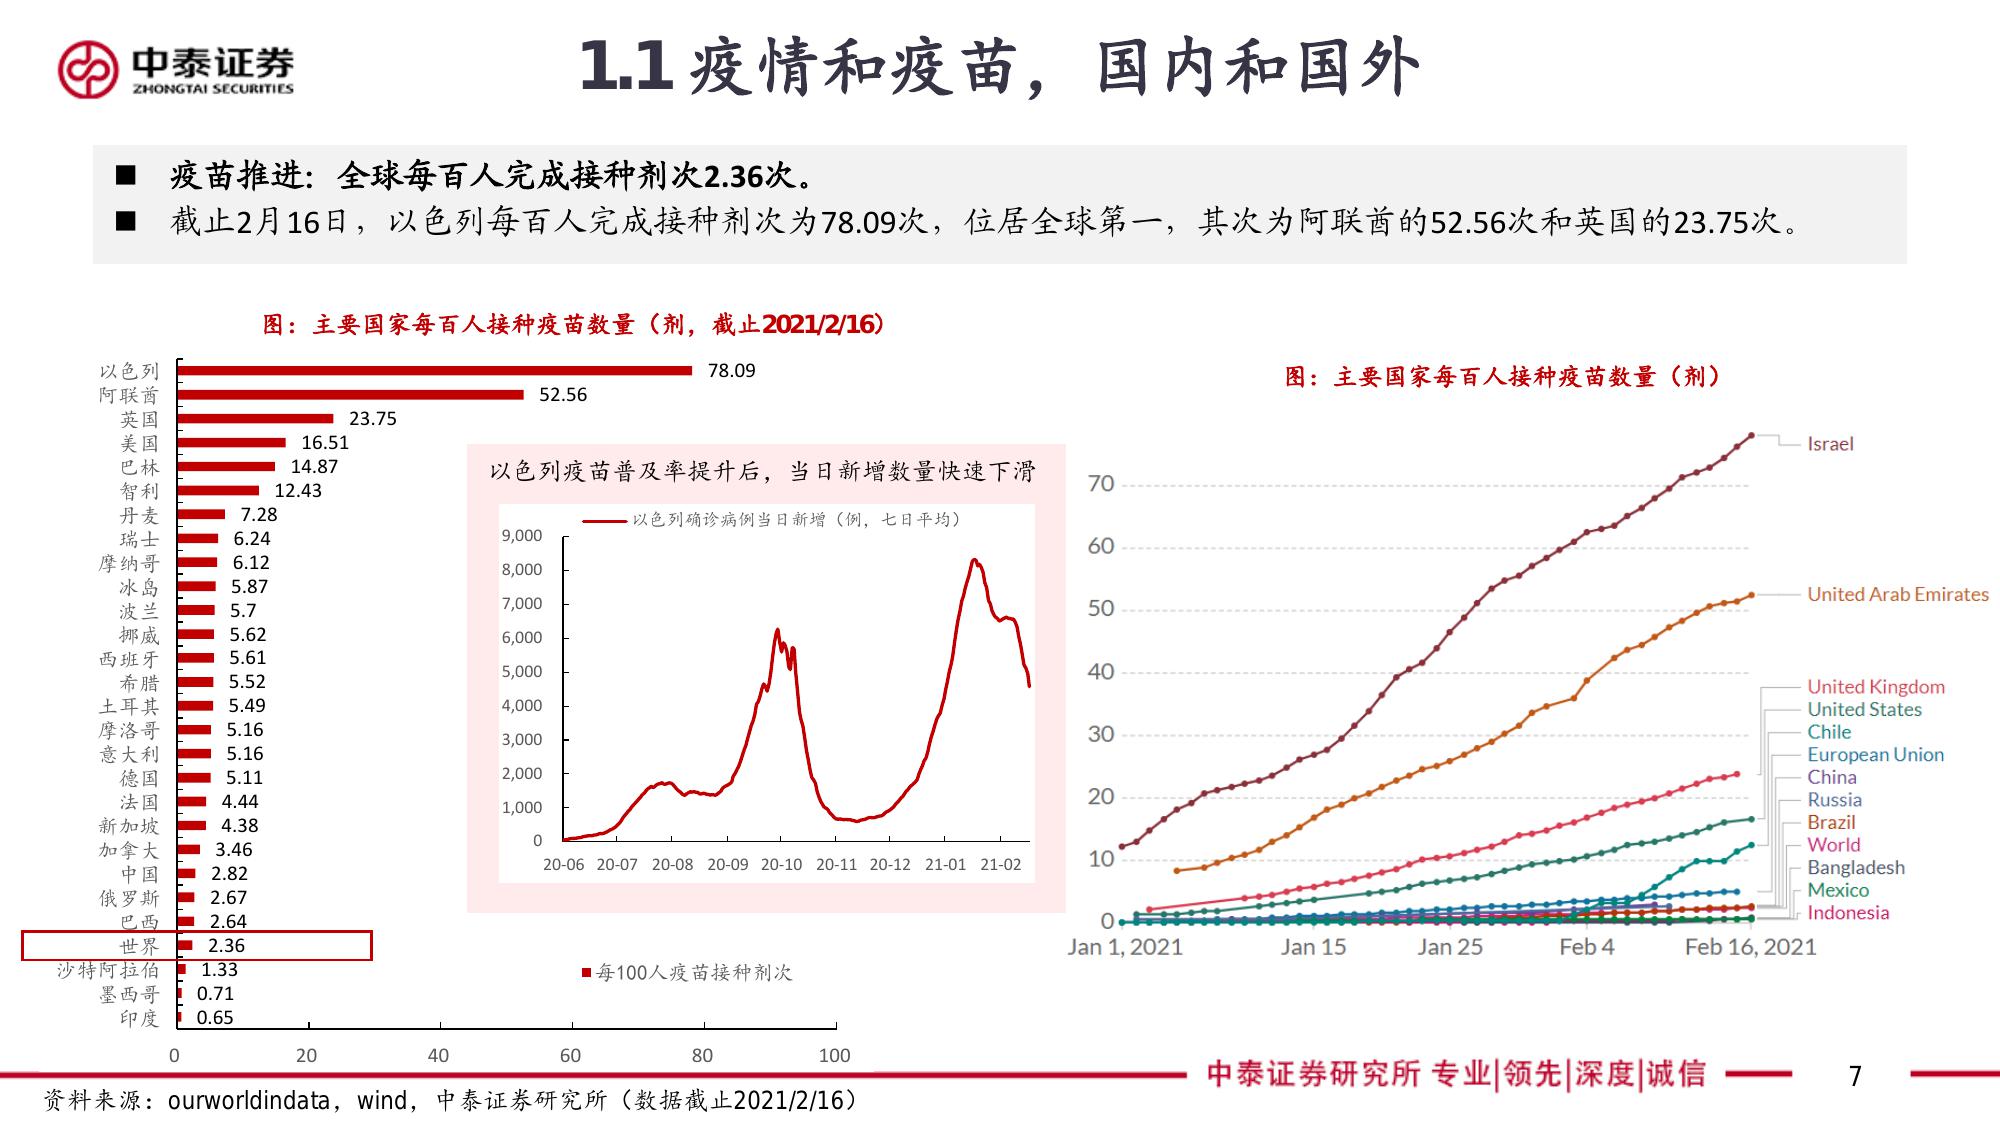 中泰证券
ZHONGTAI SECURITIES
1.1 疫情和疫苗，国内和国外
■ 疫苗推进：全球每百人完成接种剂次2.36次。
■ 截止2月16日，以色列每百人完成接种剂次为78.09次，位居全球第一，其次为阿联酋的52.56次和英国的23.75次。
图：主要国家每百人接种疫苗数量（剂，截止2021/2/16）
以色列 78.09
阿联酋 52.56
英国 23.75
美国 16.51
巴林 14.87
智利 12.43
丹麦 7.28
瑞士 6.24
摩纳哥 6.12
冰岛 5.87
波兰 5.7
挪威 5.62
西班牙 5.61
希腊 5.52
土耳其 5.49
摩洛哥 5.16
意大利 5.16
德国 5.11
法国 4.44
新加坡 4.38
加拿大 3.46
中国 2.82
俄罗斯 2.67
巴西 2.64
世界 2.36
沙特阿拉伯 1.33
墨西哥 0.71
印度 0.65
0 20 40 60 80 100
每100人疫苗接种剂次
以色列疫苗普及率提升后，当日新增数量快速下滑
以色列确诊病例当日新增（例，七日平均）
9,000
8,000
7,000
6,000
5,000
4,000
3,000
2,000
1,000
0
20-06 20-07 20-08 20-09 20-10 20-11 20-12 21-01 21-02
图：主要国家每百人接种疫苗数量（剂）
70
60
50
40
30
20
10
0
Jan 1, 2021 Jan 15 Jan 25 Feb 4 Feb 16, 2021
Israel
United Arab Emirates
United Kingdom
United States
Chile
European Union
China
Russia
Brazil
World
Bangladesh
Mexico
Indonesia
中泰证券研究所 专业|领先|深度|诚信
7
资料来源：ourworldindata，wind，中泰证券研究所（数据截止2021/2/16）